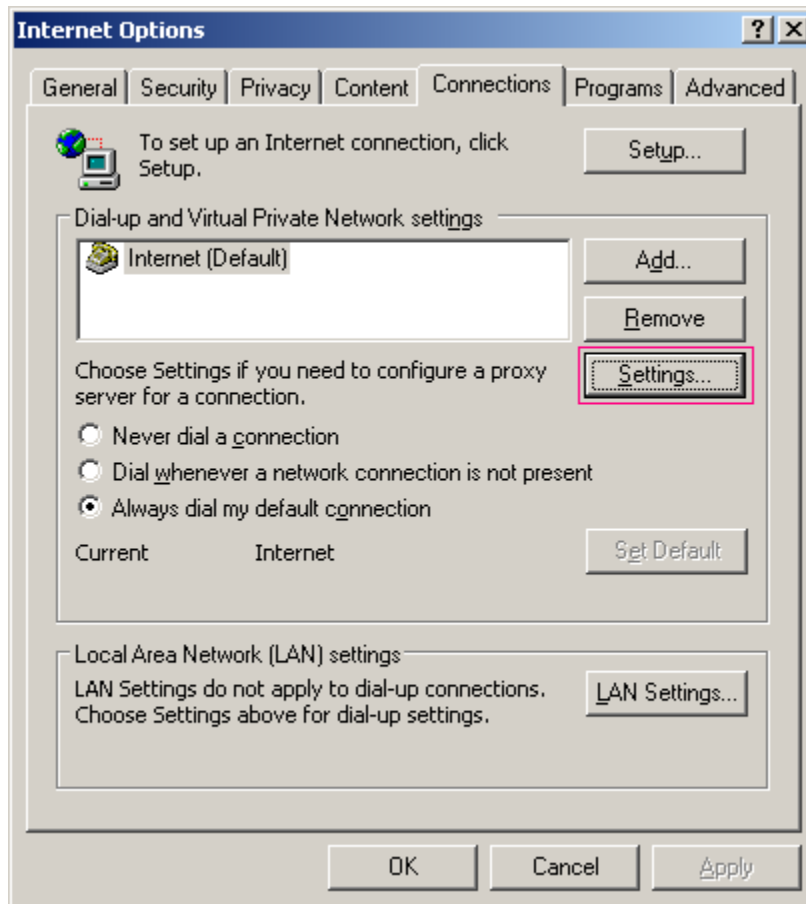 Internet Options
General Security Privacy Content Connections Programs Advanced
To set up an Internet connection, click
Setup.
Setup...
Dial-up and Virtual Private Network settings
Internet (Default)
Add...
Remove
Choose Settings if you need to configure a proxy
server for a connection.
Settings...
Never dial a connection
Dial whenever a network connection is not present
Always dial my default connection
Current Internet
Set Default
Local Area Network (LAN) settings
LAN Settings do not apply to dial-up connections.
Choose Settings above for dial-up settings.
LAN Settings...
OK Cancel Apply